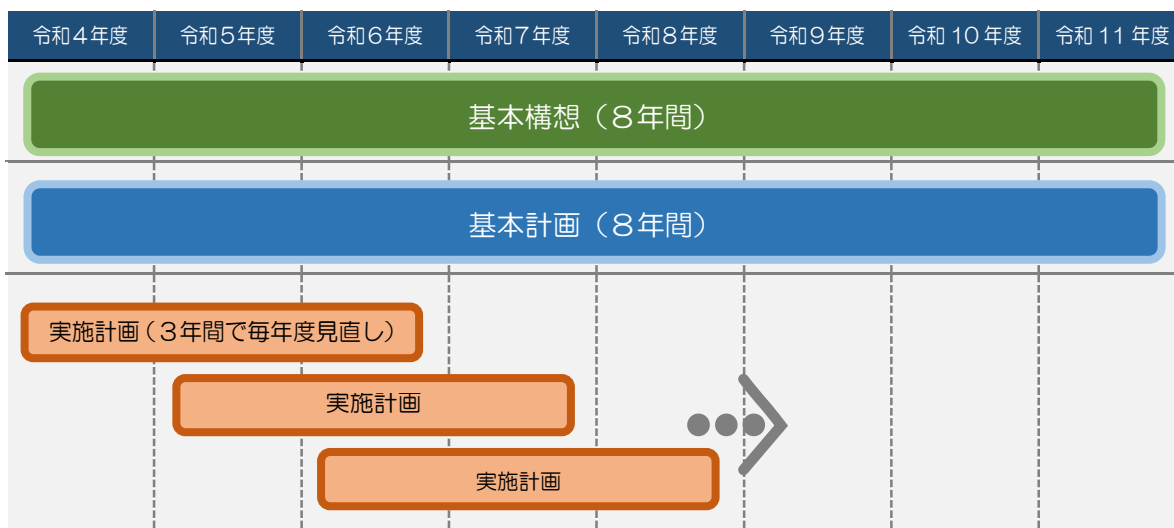 令和４年度 令和５年度 令和６年度 令和７年度 令和８年度 令和９年度 令和 10 年度 令和 11 年度
基本構想（８年間）
基本計画（８年間）
実施計画（３年間で毎年度見直し）
実施計画
実施計画